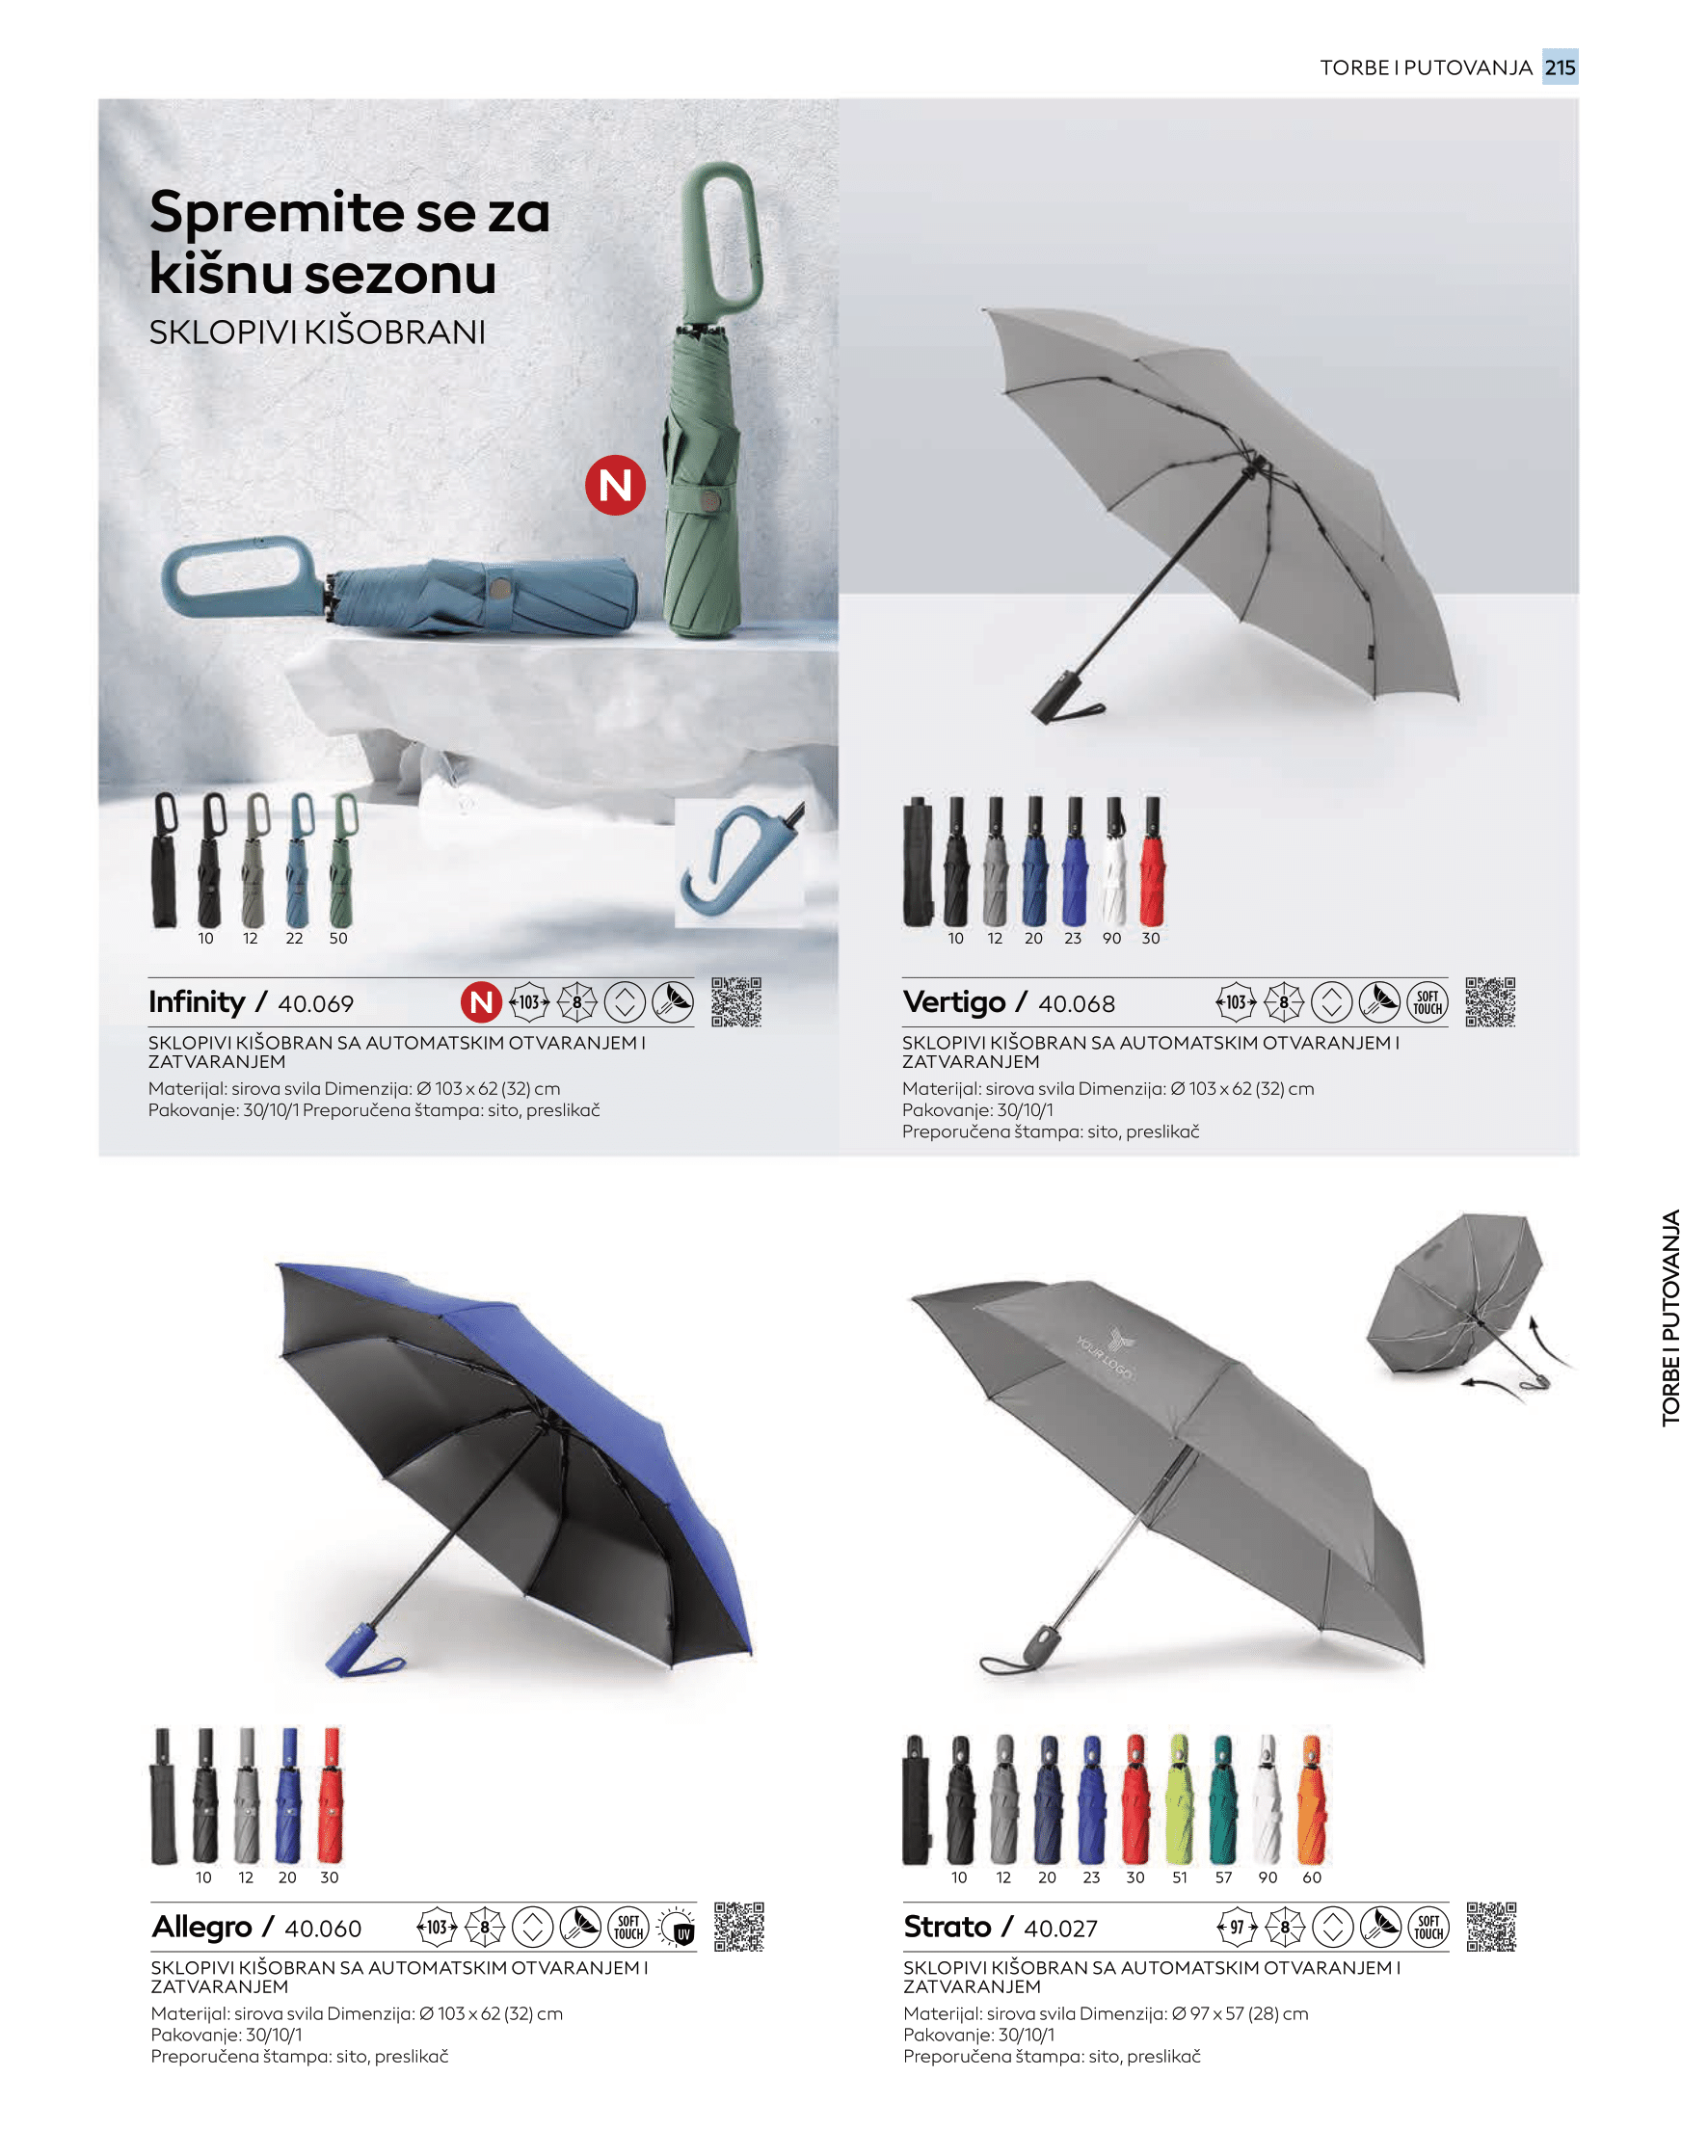 TORBE I PUTOVANJA 215
Spremite se za
kišnu sezonu
SKLOPIVI KIŠOBRANI
N
10 12 22 50
Infinity / 40.069 N 103 8
SKLOPIVI KIŠOBRAN SA AUTOMATSKIM OTVARANJEM I
ZATVARANJEM
Materijal: sirova svila Dimenzija: Ø 103 x 62 (32) cm
Pakovanje: 30/10/1 Preporučena štampa: sito, preslikač
10 12 20 23 90 30
Vertigo / 40.068 103 8 SOFT TOUCH
SKLOPIVI KIŠOBRAN SA AUTOMATSKIM OTVARANJEM I
ZATVARANJEM
Materijal: sirova svila Dimenzija: Ø 103 x 62 (32) cm
Pakovanje: 30/10/1
Preporučena štampa: sito, preslikač
TORBE I PUTOVANJA
10 12 20 30
Allegro / 40.060 103 8 SOFT TOUCH UV
SKLOPIVI KIŠOBRAN SA AUTOMATSKIM OTVARANJEM I
ZATVARANJEM
Materijal: sirova svila Dimenzija: Ø 103 x 62 (32) cm
Pakovanje: 30/10/1
Preporučena štampa: sito, preslikač
YOUR LOGO
10 12 20 23 30 51 57 90 60
Strato / 40.027 97 8 SOFT TOUCH
SKLOPIVI KIŠOBRAN SA AUTOMATSKIM OTVARANJEM I
ZATVARANJEM
Materijal: sirova svila Dimenzija: Ø 97 x 57 (28) cm
Pakovanje: 30/10/1
Preporučena štampa: sito, preslikač